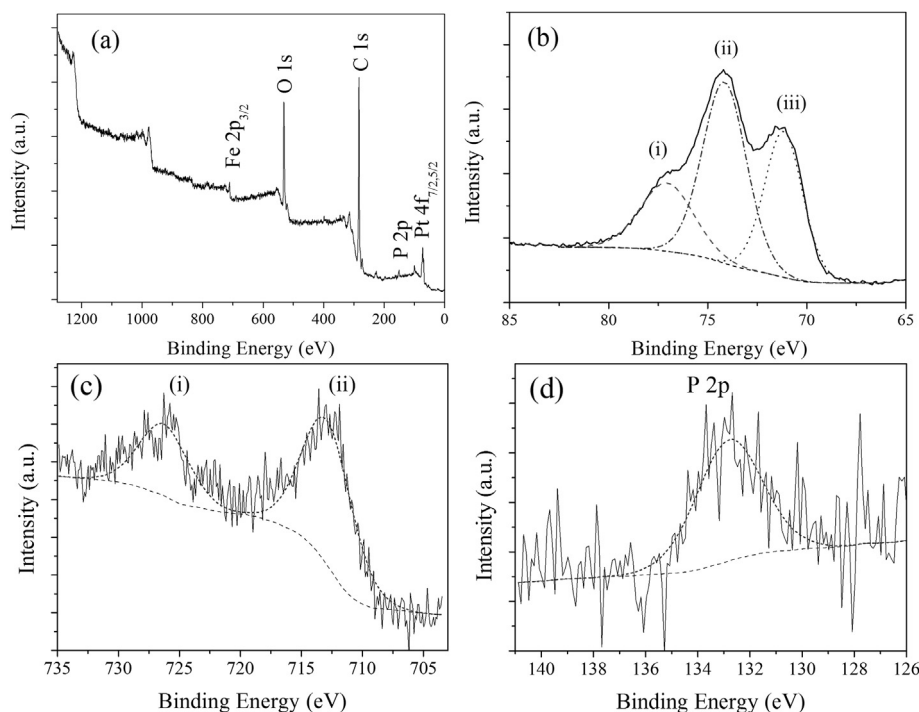 (a)
Fe 2p3/2
O 1s
C 1s
P 2p
Pt 4f7/2,5/2
Intensity (a.u.)
1200 1000 800 600 400 200 0
Binding Energy (eV)
(b)
(i)
(ii)
(iii)
Intensity (a.u.)
85 80 75 70 65
Binding Energy (eV)
(c)
(i)
(ii)
Intensity (a.u.)
735 730 725 720 715 710 705
Binding Energy (eV)
(d)
P 2p
Intensity (a.u.)
140 138 136 134 132 130 128 126
Binding Energy (eV)